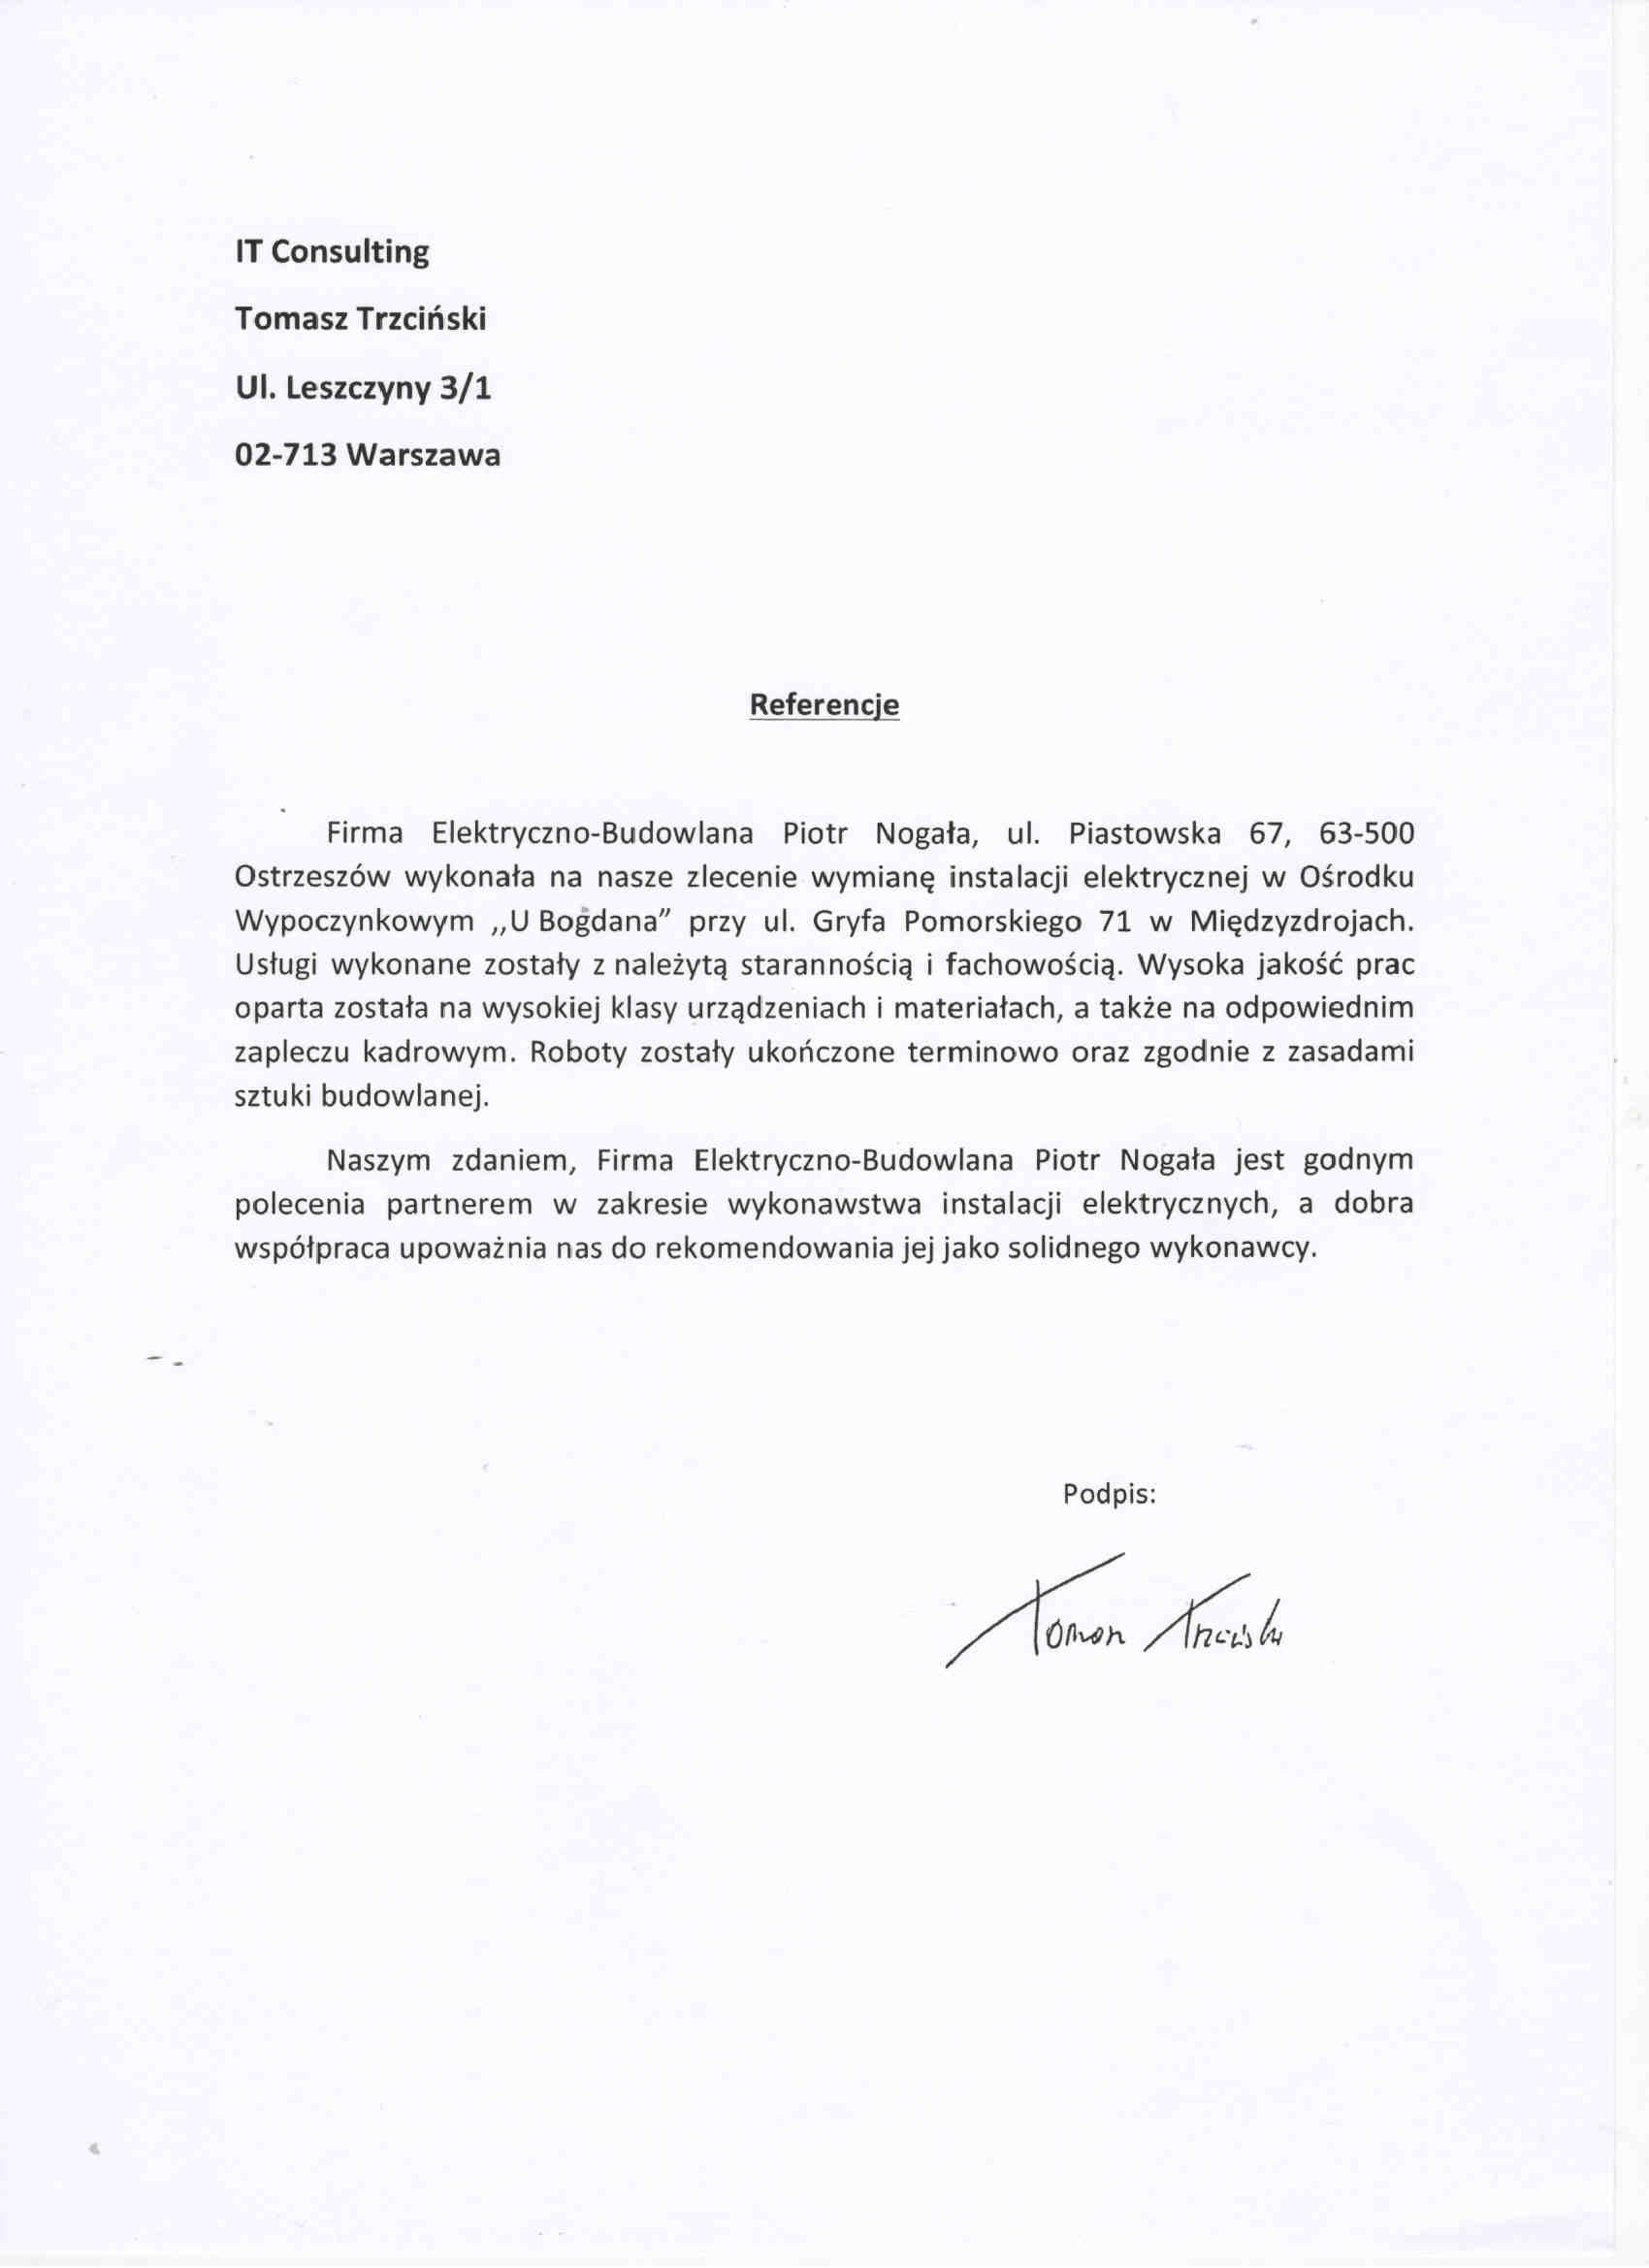 IT Consulting
Tomasz Trzciński
Ul. Leszczyny 3/1
02-713 Warszawa
Referencje
Firma Elektryczno-Budowlana Piotr Nogała, ul. Piastowska 67, 63-500
Ostrzeszów wykonała na nasze zlecenie wymianę instalacji elektrycznej w Ośrodku
Wypoczynkowym „U Bogdana” przy ul. Gryfa Pomorskiego 71 w Międzyzdrojach.
Usługi wykonane zostały z należytą starannością i fachowością. Wysoka jakość prac
oparta została na wysokiej klasy urządzeniach i materiałach, a także na odpowiednim
zapleczu kadrowym. Roboty zostały ukończone terminowo oraz zgodnie z zasadami
sztuki budowlanej.
Naszym zdaniem, Firma Elektryczno-Budowlana Piotr Nogała jest godnym
polecenia partnerem w zakresie wykonawstwa instalacji elektrycznych, a dobra
współpraca upoważnia nas do rekomendowania jej jako solidnego wykonawcy.
Podpis: